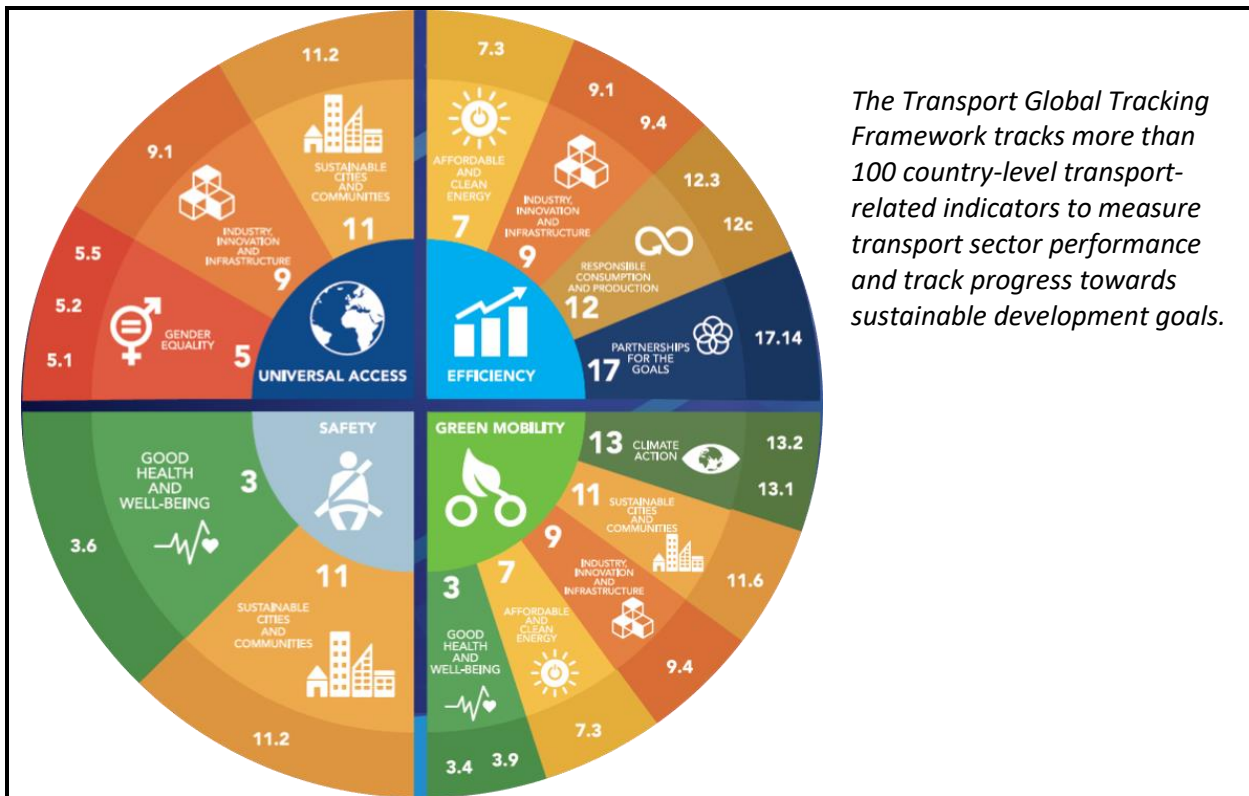 11.2
SUSTAINABLE
CITIES
AND
COMMUNITIES
11
9.1
INDUSTRY,
INNOVATION
AND
INFRASTRUCTURE
9
5.5
5.2
5.1
GENDER
EQUALITY
5
UNIVERSAL ACCESS
7.3
AFFORDABLE
AND
CLEAN
ENERGY
7
9.1
9.4
INDUSTRY,
INNOVATION
AND
INFRASTRUCTURE
9
12.3
12c
RESPONSIBLE
CONSUMPTION
AND PRODUCTION
12
17.14
PARTNERSHIPS
FOR THE
GOALS
17
EFFICIENCY
SAFETY
GOOD
HEALTH
AND
WELL-BEING
3
3.6
11
SUSTAINABLE
CITIES
AND
COMMUNITIES
11.2
GREEN MOBILITY
13
CLIMATE
ACTION
13.2
13.1
11
SUSTAINABLE
CITIES
AND
COMMUNITIES
11.6
9
INDUSTRY,
INNOVATION
AND
INFRASTRUCTURE
9.4
7
AFFORDABLE
AND
CLEAN
ENERGY
7.3
3
GOOD
HEALTH
AND
WELL-BEING
3.4
3.9
The Transport Global Tracking
Framework tracks more than
100 country-level transport-
related indicators to measure
transport sector performance
and track progress towards
sustainable development goals.